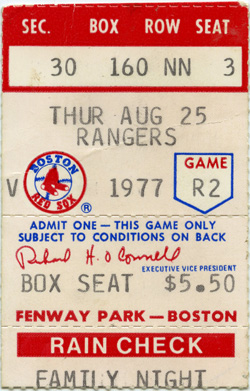 SEC. BOX ROW SEAT
30 160 NN 3
THUR AUG 25
RANGERS
BOSTON
RED SOX
GAME
V 1977 R2
®
ADMIT ONE — THIS GAME ONLY
SUBJECT TO CONDITIONS ON BACK
Richard H. O'Connell
EXECUTIVE VICE PRESIDENT
BOX SEAT $5.50
FENWAY PARK — BOSTON
RAIN CHECK
FAMILY NIGHT